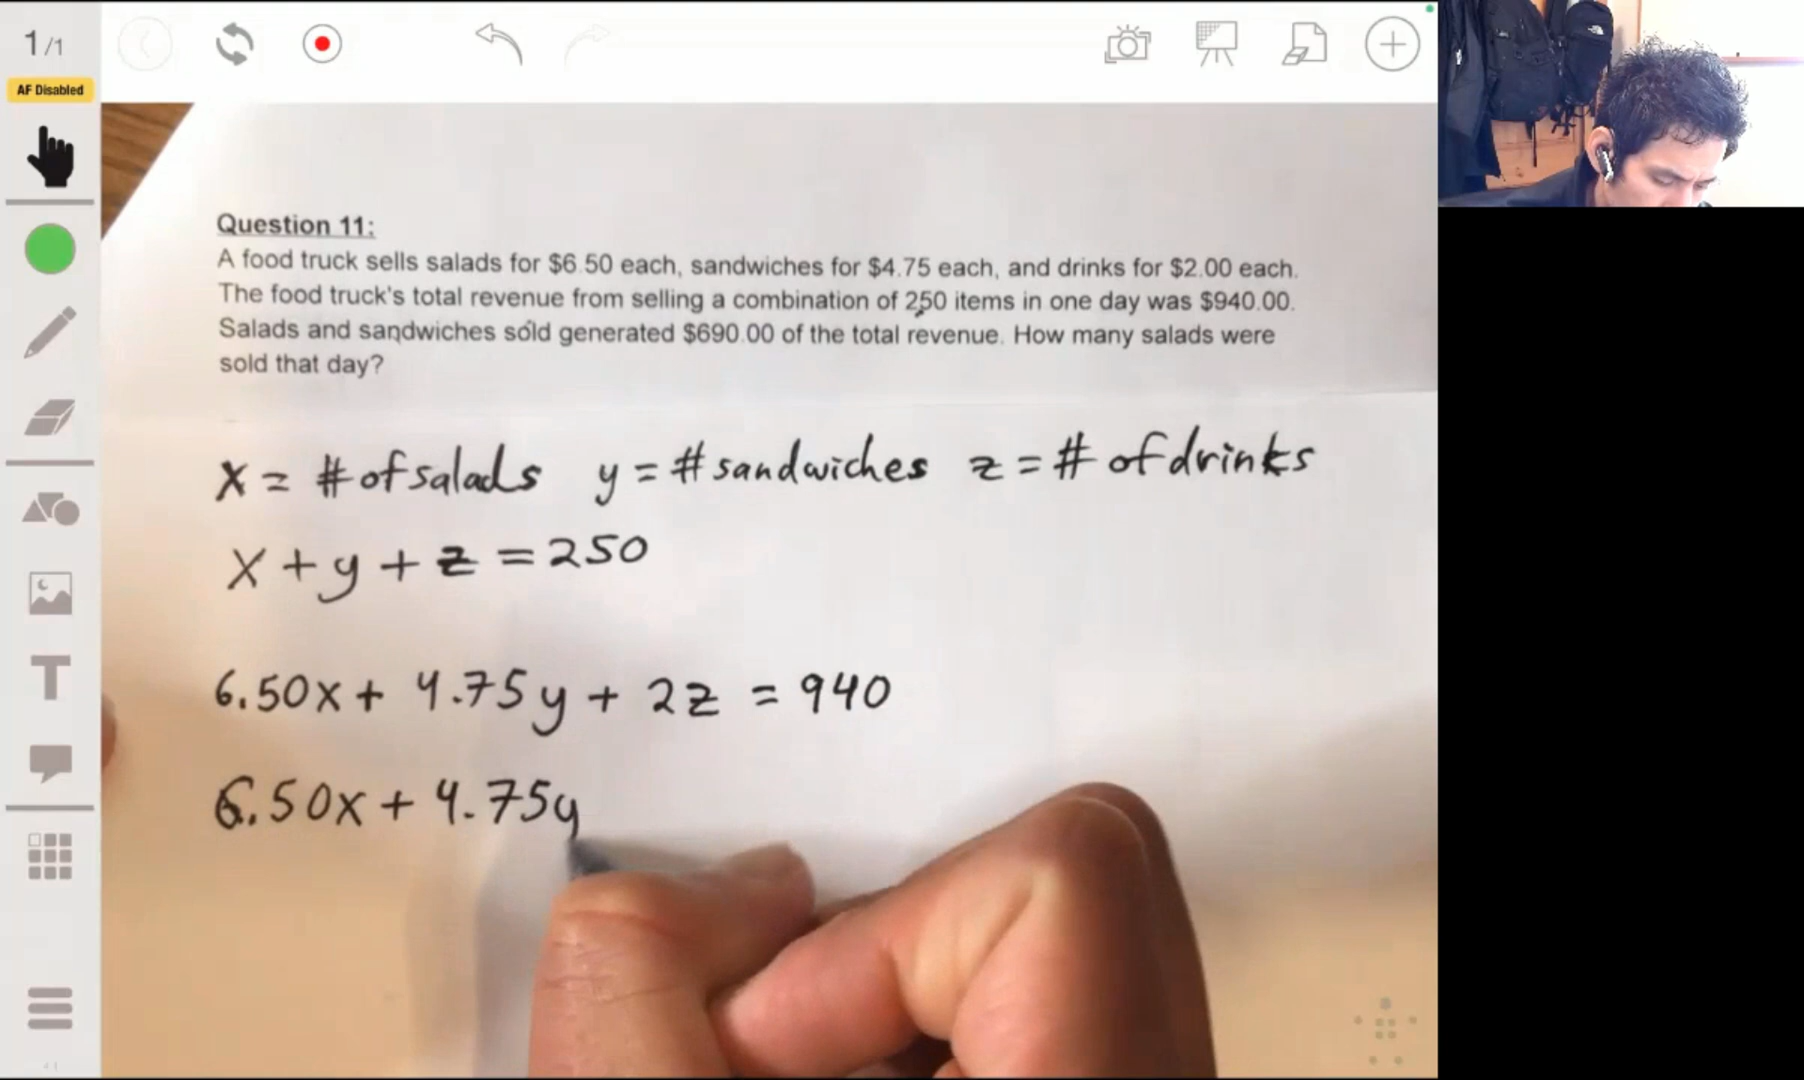 1/1
AF Disabled
Question 11:
A food truck sells salads for $6.50 each, sandwiches for $4.75 each, and drinks for $2.00 each.
The food truck's total revenue from selling a combination of 250 items in one day was $940.00.
Salads and sandwiches sold generated $690.00 of the total revenue. How many salads were
sold that day?
x = # of salads y = # sandwiches z = # of drinks
x + y + z = 250
6.50x + 4.75y + 2z = 940
6.50x + 4.75y
T